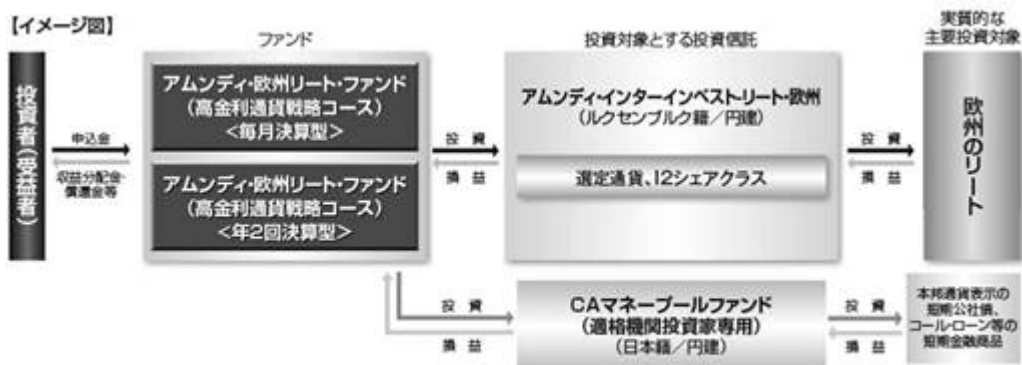 【イメージ図】
ファンド
投資対象とする投資信託
実質的な
主要投資対象
投資者(受益者)
申込金
収益分配金・
償還金等
アムンディ・欧州リート・ファンド
(高金利通貨戦略コース)
<毎月決算型>
アムンディ・欧州リート・ファンド
(高金利通貨戦略コース)
<年2回決算型>
投資
損益
アムンディ・インターインベスト-リート・欧州
(ルクセンブルク籍/円建)
選定通貨、I2シェアクラス
投資
損益
欧州のリート
投資
損益
CAマネープールファンド
(適格機関投資家専用)
(日本籍/円建)
投資
損益
本邦通貨表示の
短期公社債、
コール・ローン等の
短期金融商品